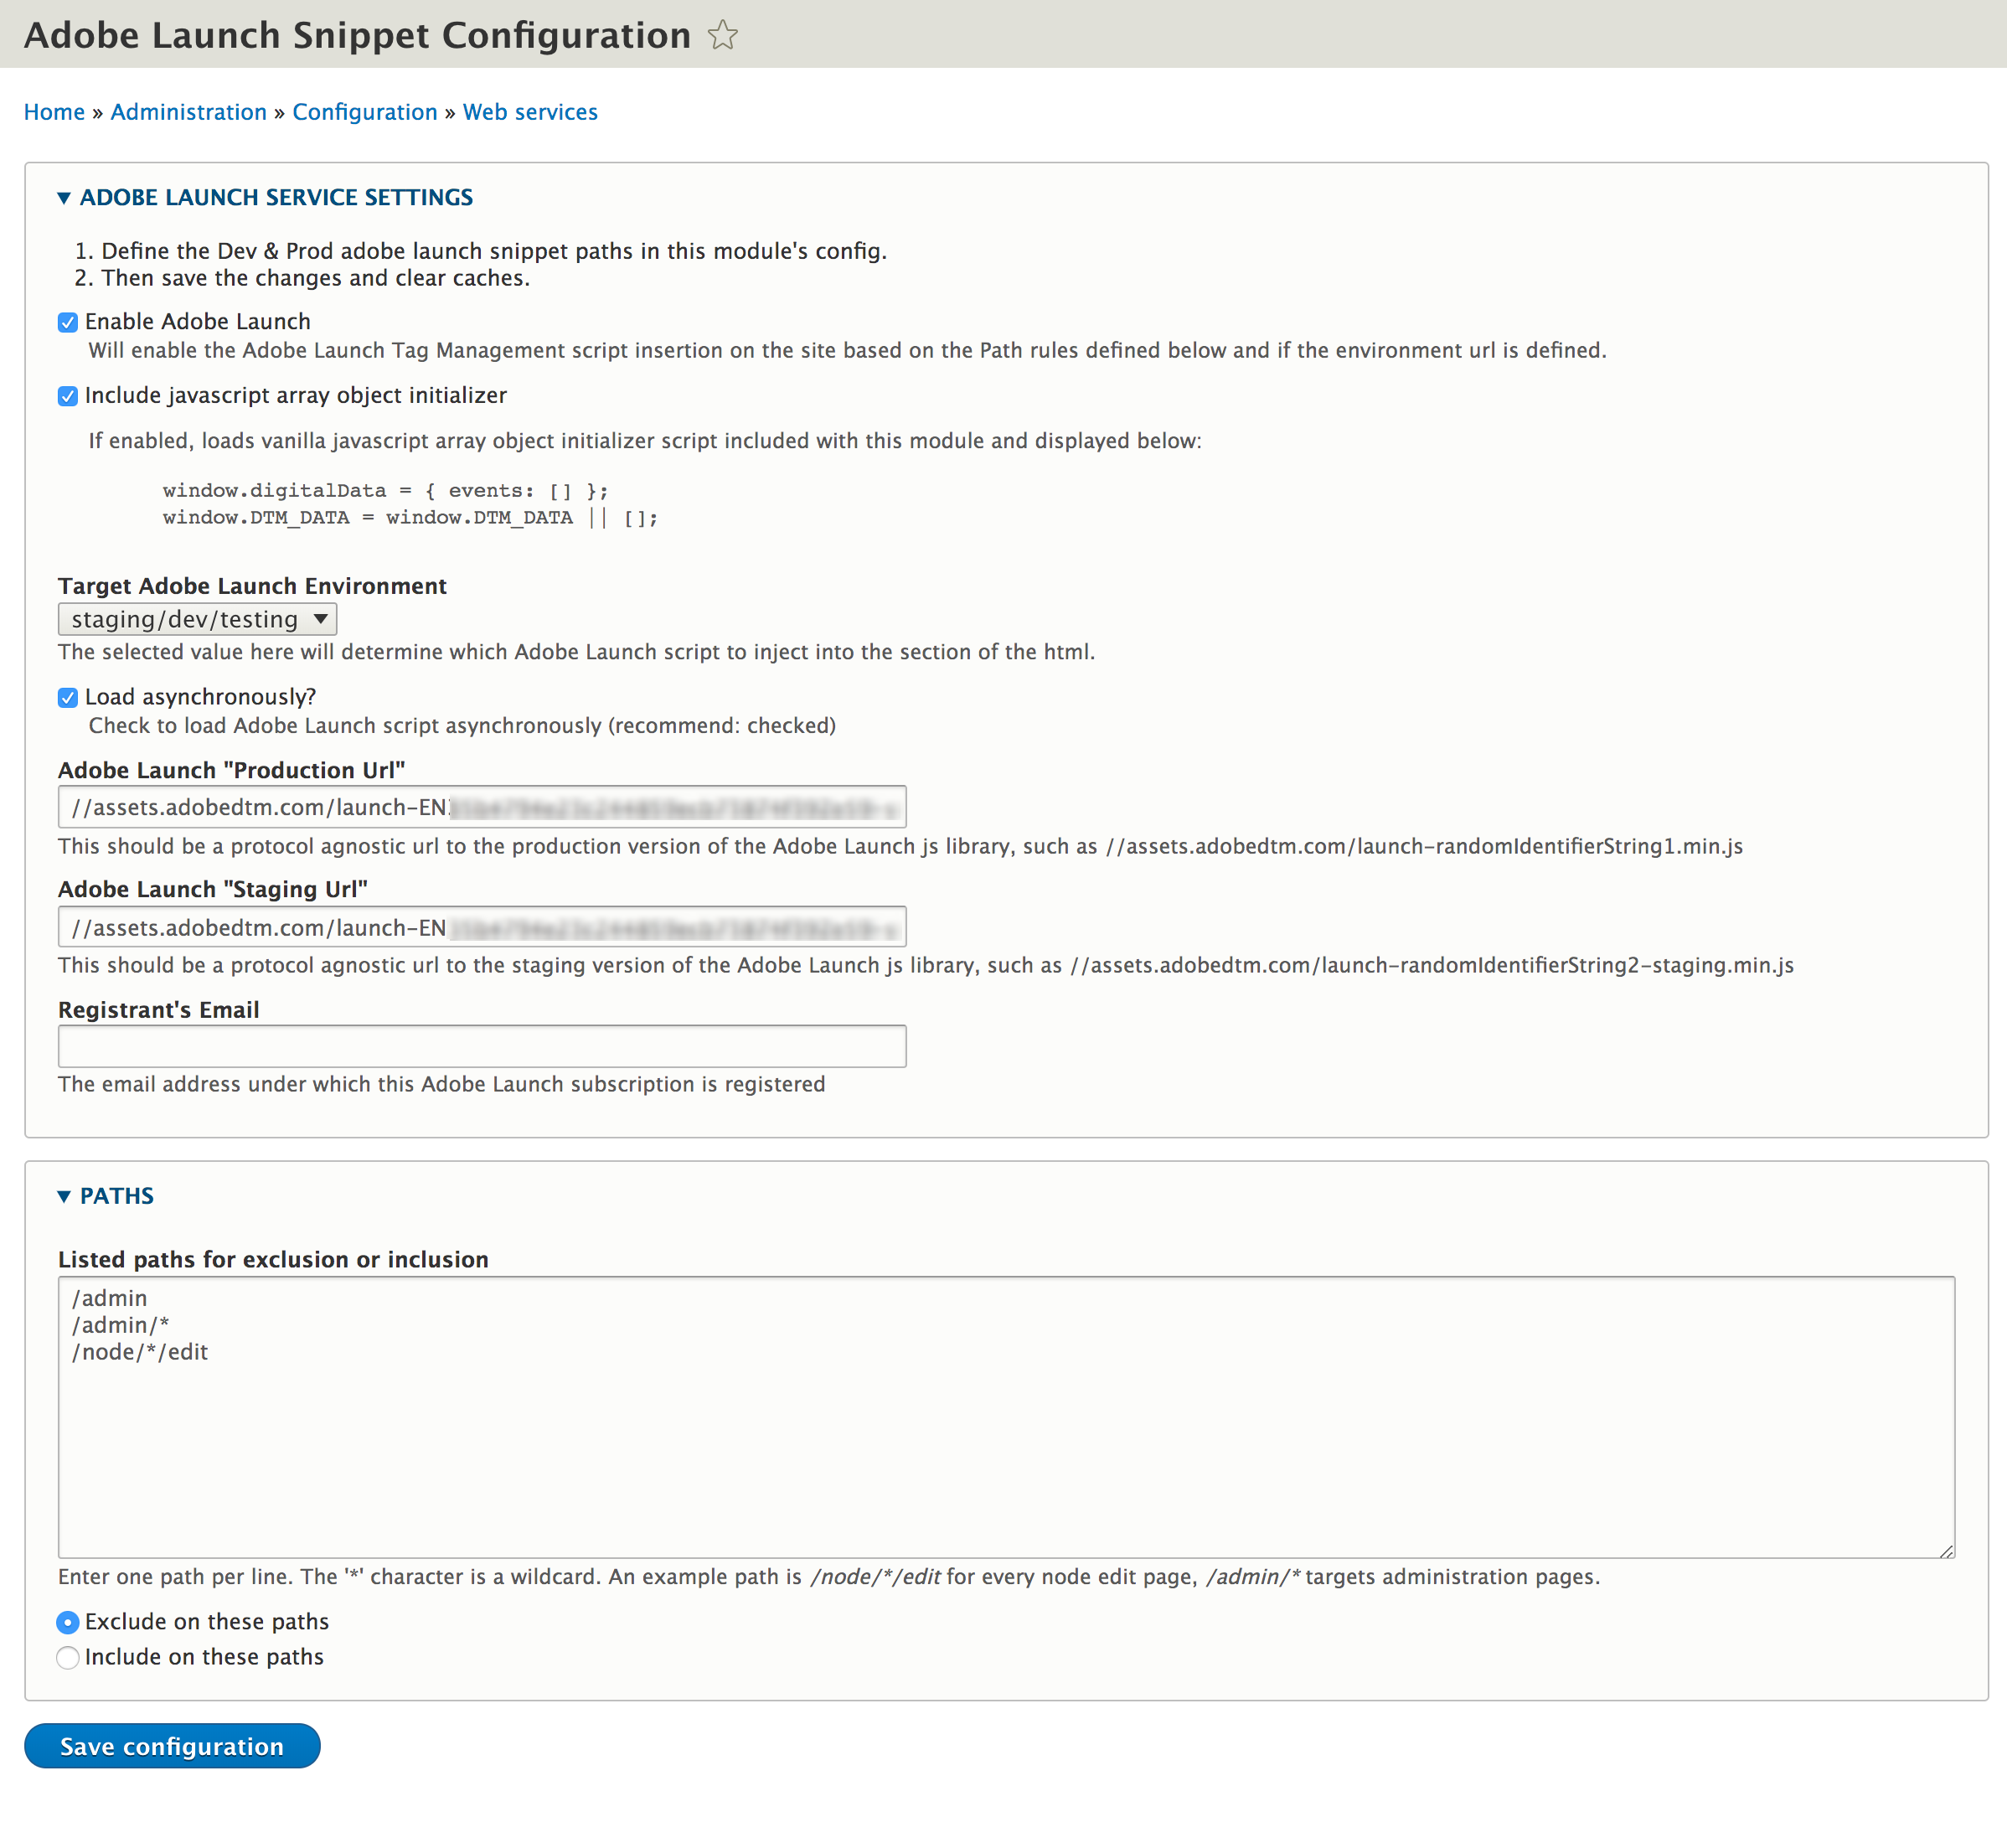 Adobe Launch Snippet Configuration
Home » Administration » Configuration » Web services
ADOBE LAUNCH SERVICE SETTINGS
1. Define the Dev & Prod adobe launch snippet paths in this module's config.
2. Then save the changes and clear caches.
Enable Adobe Launch
Will enable the Adobe Launch Tag Management script insertion on the site based on the Path rules defined below and if the environment url is defined.
Include javascript array object initializer
If enabled, loads vanilla javascript array object initializer script included with this module and displayed below:
window.digitalData = { events: [] };
window.DTM_DATA = window.DTM_DATA || [];
Target Adobe Launch Environment
staging/dev/testing
The selected value here will determine which Adobe Launch script to inject into the section of the html.
Load asynchronously?
Check to load Adobe Launch script asynchronously (recommend: checked)
Adobe Launch "Production Url"
//assets.adobedtm.com/launch-EN
This should be a protocol agnostic url to the production version of the Adobe Launch js library, such as //assets.adobedtm.com/launch-randomIdentifierString1.min.js
Adobe Launch "Staging Url"
//assets.adobedtm.com/launch-EN
This should be a protocol agnostic url to the staging version of the Adobe Launch js library, such as //assets.adobedtm.com/launch-randomIdentifierString2-staging.min.js
Registrant's Email
The email address under which this Adobe Launch subscription is registered
PATHS
Listed paths for exclusion or inclusion
/admin
/admin/*
/node/*/edit
Enter one path per line. The '*' character is a wildcard. An example path is /node/*/edit for every node edit page, /admin/* targets administration pages.
Exclude on these paths
Include on these paths
Save configuration